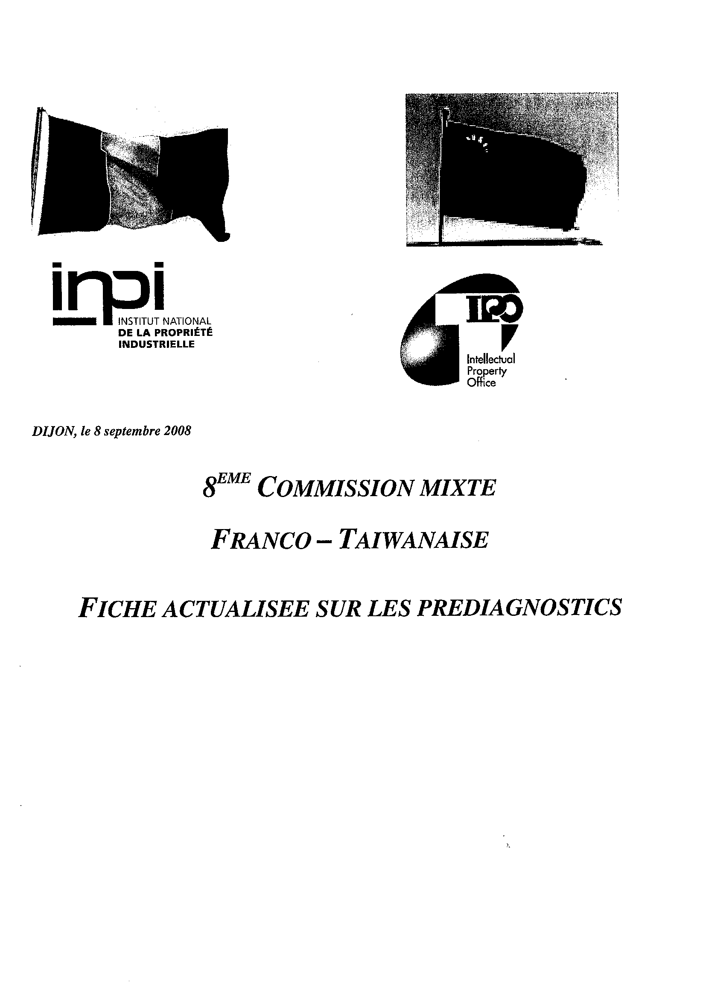 inpi
INSTITUT NATIONAL
DE LA PROPRIÉTÉ
INDUSTRIELLE
IPO
Intellectual
Property
Office
DIJON, le 8 septembre 2008
8EME COMMISSION MIXTE
FRANCO – TAIWANAISE
FICHE ACTUALISEE SUR LES PREDIAGNOSTICS